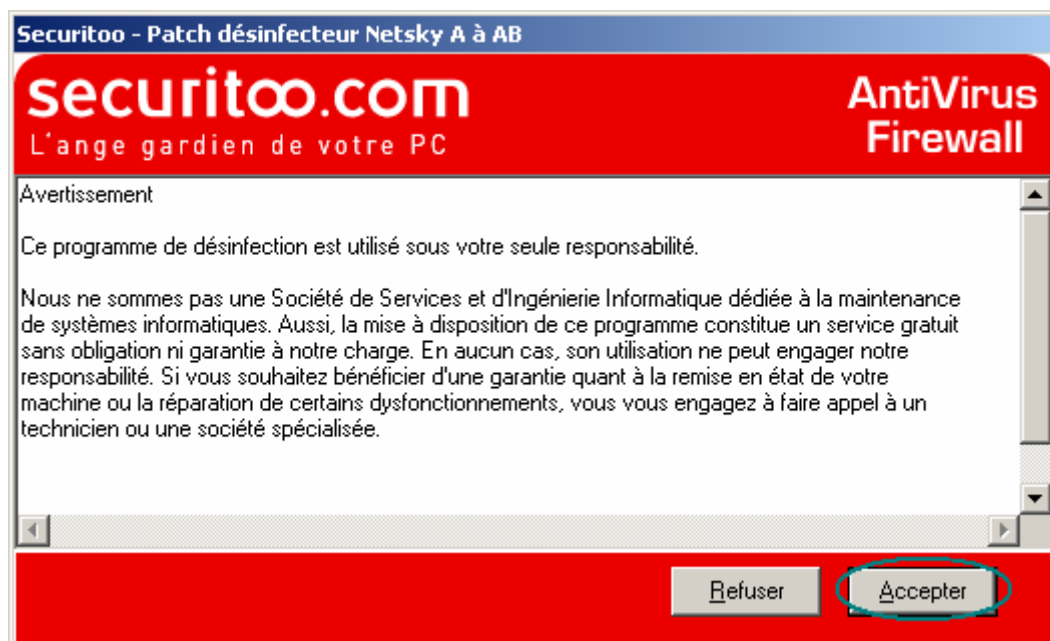 Securitoo - Patch désinfecteur Netsky A à AB
securitoo.com
L'ange gardien de votre PC
AntiVirus
Firewall
Avertissement
Ce programme de désinfection est utilisé sous votre seule responsabilité.
Nous ne sommes pas une Société de Services et d'Ingénierie Informatique dédiée à la maintenance
de systèmes informatiques. Aussi, la mise à disposition de ce programme constitue un service gratuit
sans obligation ni garantie à notre charge. En aucun cas, son utilisation ne peut engager notre
responsabilité. Si vous souhaitez bénéficier d'une garantie quant à la remise en état de votre
machine ou la réparation de certains dysfonctionnements, vous vous engagez à faire appel à un
technicien ou une société spécialisée.
Refuser
Accepter